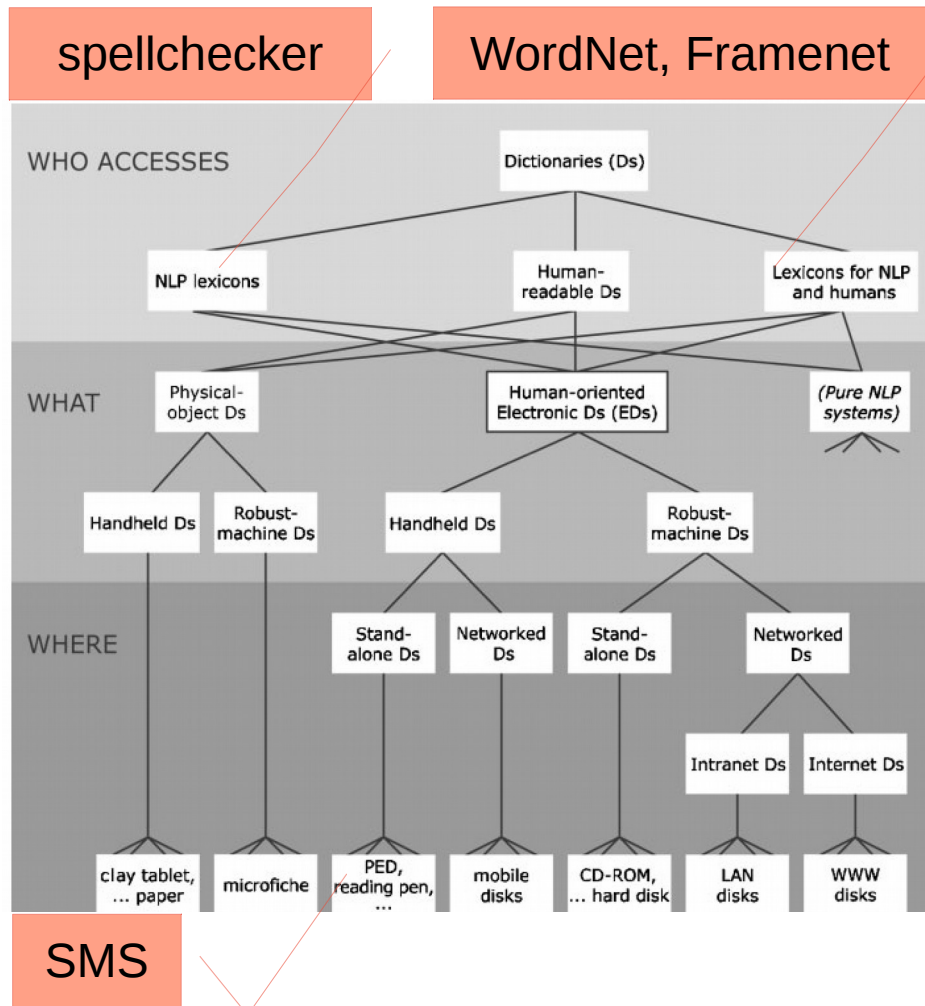 spellchecker
WordNet, Framenet
WHO ACCESSES
Dictionaries (Ds)
NLP lexicons
Human-
readable Ds
Lexicons for NLP
and humans
WHAT
Physical-
object Ds
Human-oriented
Electronic Ds (EDs)
(Pure NLP
systems)
Handheld Ds
Robust-
machine Ds
Handheld Ds
Robust-
machine Ds
WHERE
Stand-
alone Ds
Networked
Ds
Stand-
alone Ds
Networked
Ds
Intranet Ds
Internet Ds
clay tablet,
... paper
microfiche
PED,
reading pen,
...
mobile
disks
CD-ROM,
... hard disk
LAN
disks
WWW
disks
SMS